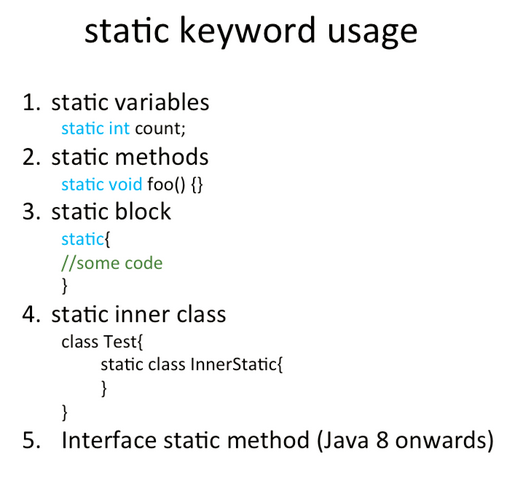 static keyword usage
1. static variables
static int count;
2. static methods
static void foo() {}
3. static block
static{
//some code
}
4. static inner class
class Test{
static class InnerStatic{
}
}
5. Interface static method (Java 8 onwards)